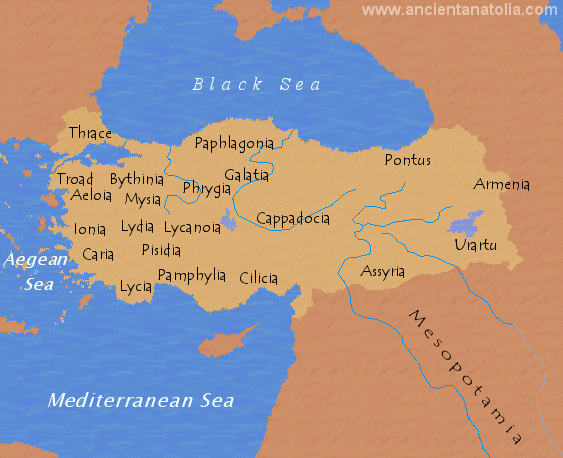 www.ancientanatolia.com
Black Sea
Thrace
Paphlagonia
Pontus
Troad
Bythinia
Galatia
Armenia
Aeloia
Mysia
Phrygia
Cappadocia
Ionia
Lydia
Lycanoia
Urartu
Caria
Pisidia
Aegean
Sea
Pamphylia
Cilicia
Assyria
Lycia
Mesopotamia
Mediterranean Sea